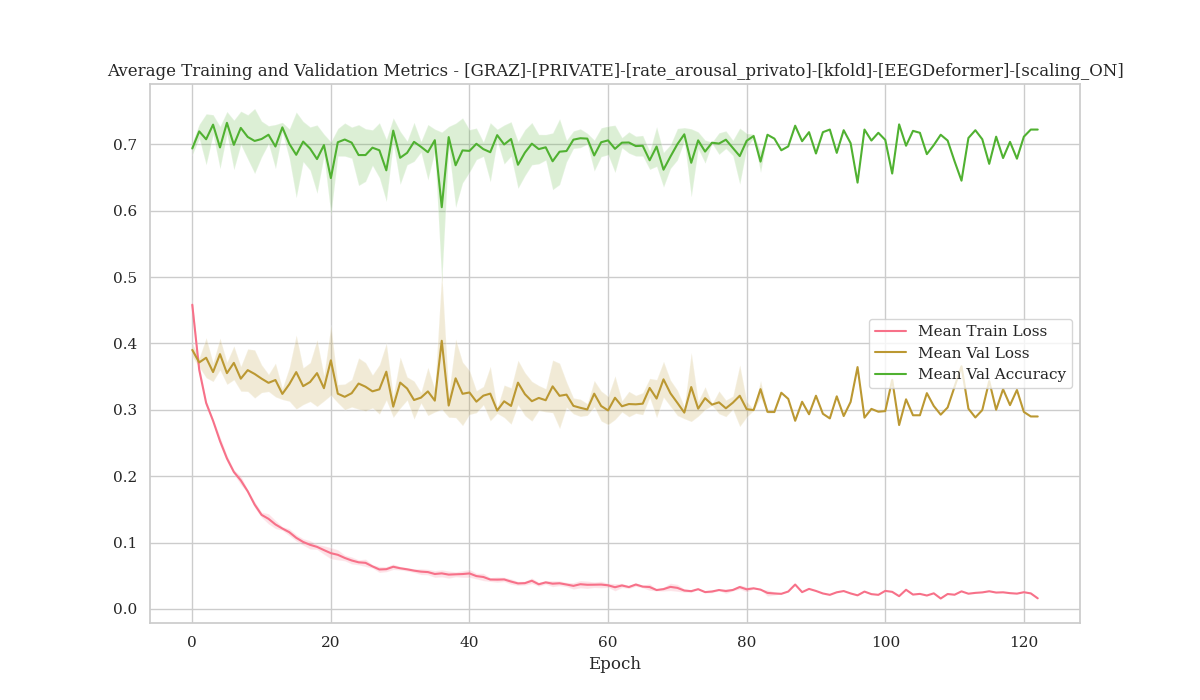 Average Training and Validation Metrics - [GRAZ]-[PRIVATE]-[rate_arousal_privato]-[kfold]-[EEGDeformer]-[scaling_ON]
0.7
0.6
0.5
0.4
0.3
0.2
0.1
0.0
Mean Train Loss
Mean Val Loss
Mean Val Accuracy
0 20 40 60 80 100 120
Epoch